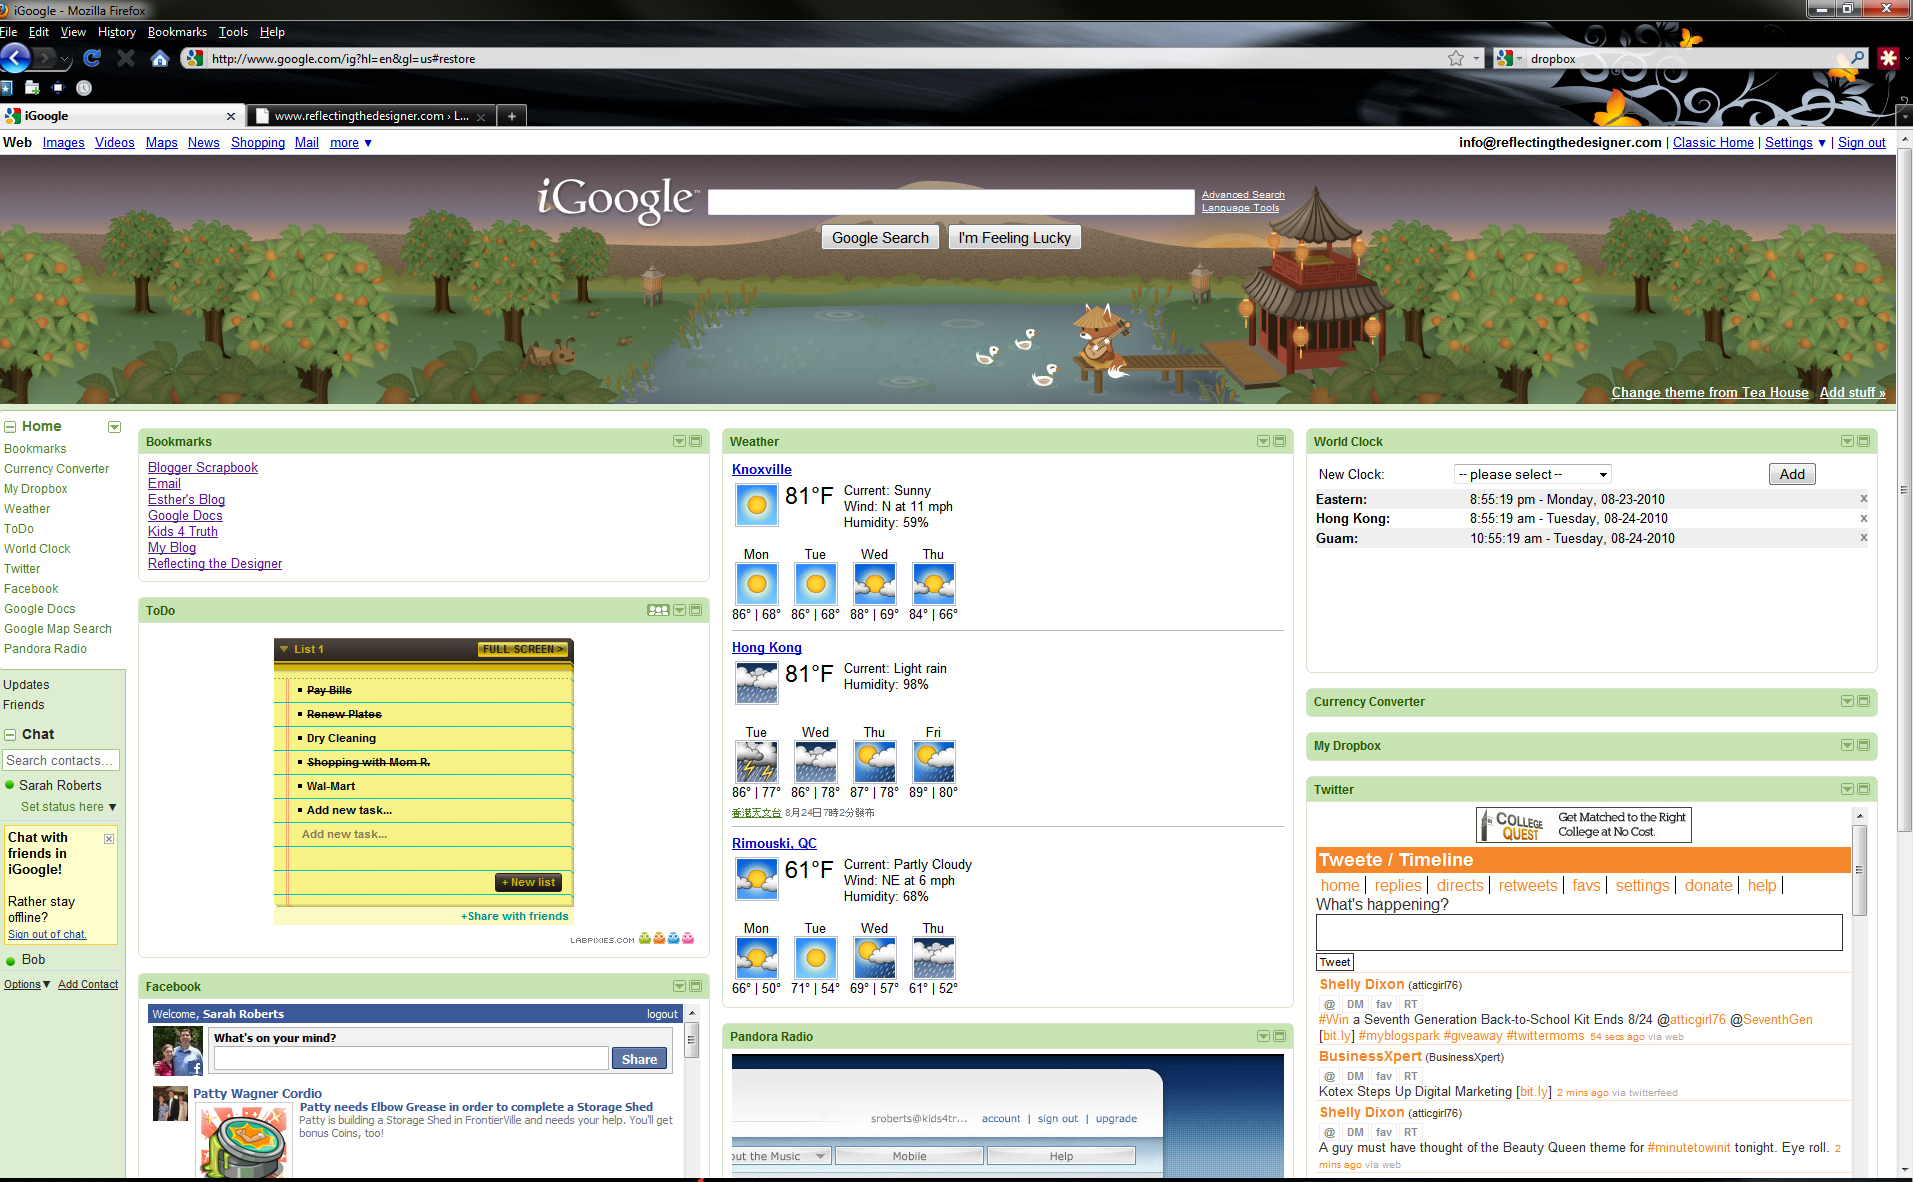 iGoogle - Mozilla Firefox
File Edit View History Bookmarks Tools Help
http://www.google.com/ig?hl=en&gl=us#restore
dropbox
iGoogle
www.reflectingthedesigner.com › L...
Web Images Videos Maps News Shopping Mail more ▼
info@reflectingthedesigner.com | Classic Home | Settings ▼ | Sign out
iGoogle™
Advanced Search
Language Tools
Google Search
I'm Feeling Lucky
Change theme from Tea House Add stuff »
Home
Bookmarks
Currency Converter
My Dropbox
Weather
ToDo
World Clock
Twitter
Facebook
Google Docs
Google Map Search
Pandora Radio
Updates
Friends
Chat
Search contacts...
Sarah Roberts
Set status here ▼
Chat with
friends in
iGoogle!
Rather stay
offline?
Sign out of chat.
Bob
Options ▼ Add Contact
Bookmarks
Blogger Scrapbook
Email
Esther's Blog
Google Docs
Kids 4 Truth
My Blog
Reflecting the Designer
ToDo
List 1
FULL SCREEN >
Pay Bills
Renew Plates
Dry Cleaning
Shopping with Mom R.
Wal-Mart
Add new task...
Add new task...
+ New list
+Share with friends
LABPIXIES.COM
Facebook
Welcome, Sarah Roberts
logout
What's on your mind?
Share
Patty Wagner Cordio
Patty needs Elbow Grease in order to complete a Storage Shed
Patty is building a Storage Shed in FrontierVille and needs your help. You'll get
bonus Coins, too!
Weather
Knoxville
81°F
Current: Sunny
Wind: N at 11 mph
Humidity: 59%
Mon Tue Wed Thu
86° | 68° 86° | 68° 88° | 69° 84° | 66°
Hong Kong
81°F
Current: Light rain
Humidity: 98%
Tue Wed Thu Fri
86° | 77° 86° | 78° 87° | 78° 89° | 80°
香港天文台 8月24日7時2分發布
Rimouski, QC
61°F
Current: Partly Cloudy
Wind: NE at 6 mph
Humidity: 68%
Mon Tue Wed Thu
66° | 50° 71° | 54° 69° | 57° 61° | 52°
Pandora Radio
sroberts@kids4tr... account | sign out | upgrade
out the Music Mobile Help
World Clock
New Clock: -- please select -- Add
Eastern: 8:55:19 pm - Monday, 08-23-2010 x
Hong Kong: 8:55:19 am - Tuesday, 08-24-2010 x
Guam: 10:55:19 am - Tuesday, 08-24-2010 x
Currency Converter
My Dropbox
Twitter
COLLEGE QUEST
Get Matched to the Right
College at No Cost.
Tweete / Timeline
home | replies | directs | retweets | favs | settings | donate | help |
What's happening?
Tweet
Shelly Dixon (atticgirl76)
@ DM fav RT
#Win a Seventh Generation Back-to-School Kit Ends 8/24 @atticgirl76 @SeventhGen
[bit.ly] #myblogspark #giveaway #twittermoms 54 secs ago via web
BusinessXpert (BusinessXpert)
@ DM fav RT
Kotex Steps Up Digital Marketing [bit.ly] 2 mins ago via twitterfeed
Shelly Dixon (atticgirl76)
@ DM fav RT
A guy must have thought of the Beauty Queen theme for #minutetowinit tonight. Eye roll. 2
mins ago via web